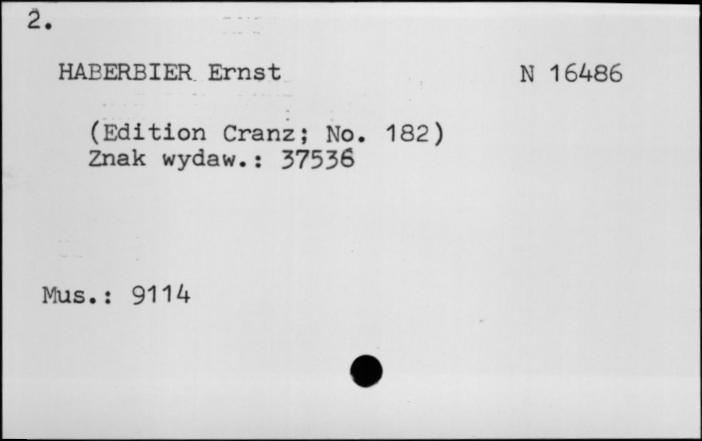 2.
HABERBIER Ernst N 16486
(Edition Cranz; No. 182)
Znak wydaw.: 37536
Mus.: 9114